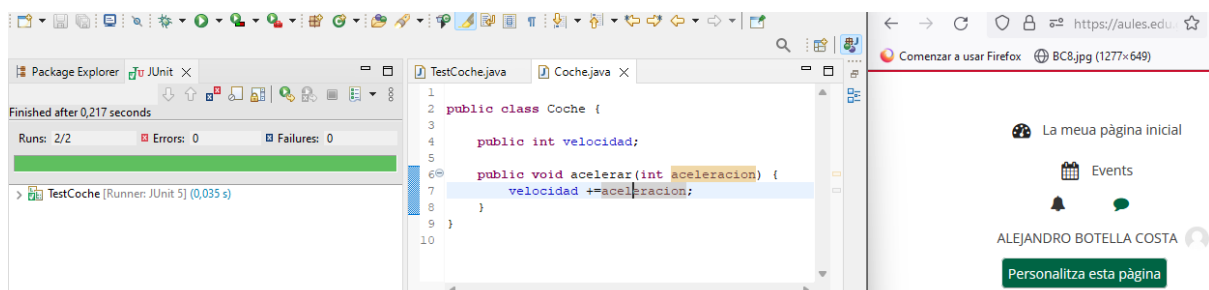 Package Explorer JUnit
Finished after 0,217 seconds
Runs: 2/2 Errors: 0 Failures: 0
TestCoche [Runner: JUnit 5] (0,035 s)
TestCoche.java Coche.java
1
2 public class Coche {
3
4 public int velocidad;
5
6 public void acelerar(int aceleracion) {
7 velocidad +=aceleracion;
8 }
9 }
10
https://aules.edu.
Comenzar a usar Firefox BC8.jpg (1277×649)
La meua pàgina inicial
Events
ALEJANDRO BOTELLA COSTA
Personalitza esta pàgina